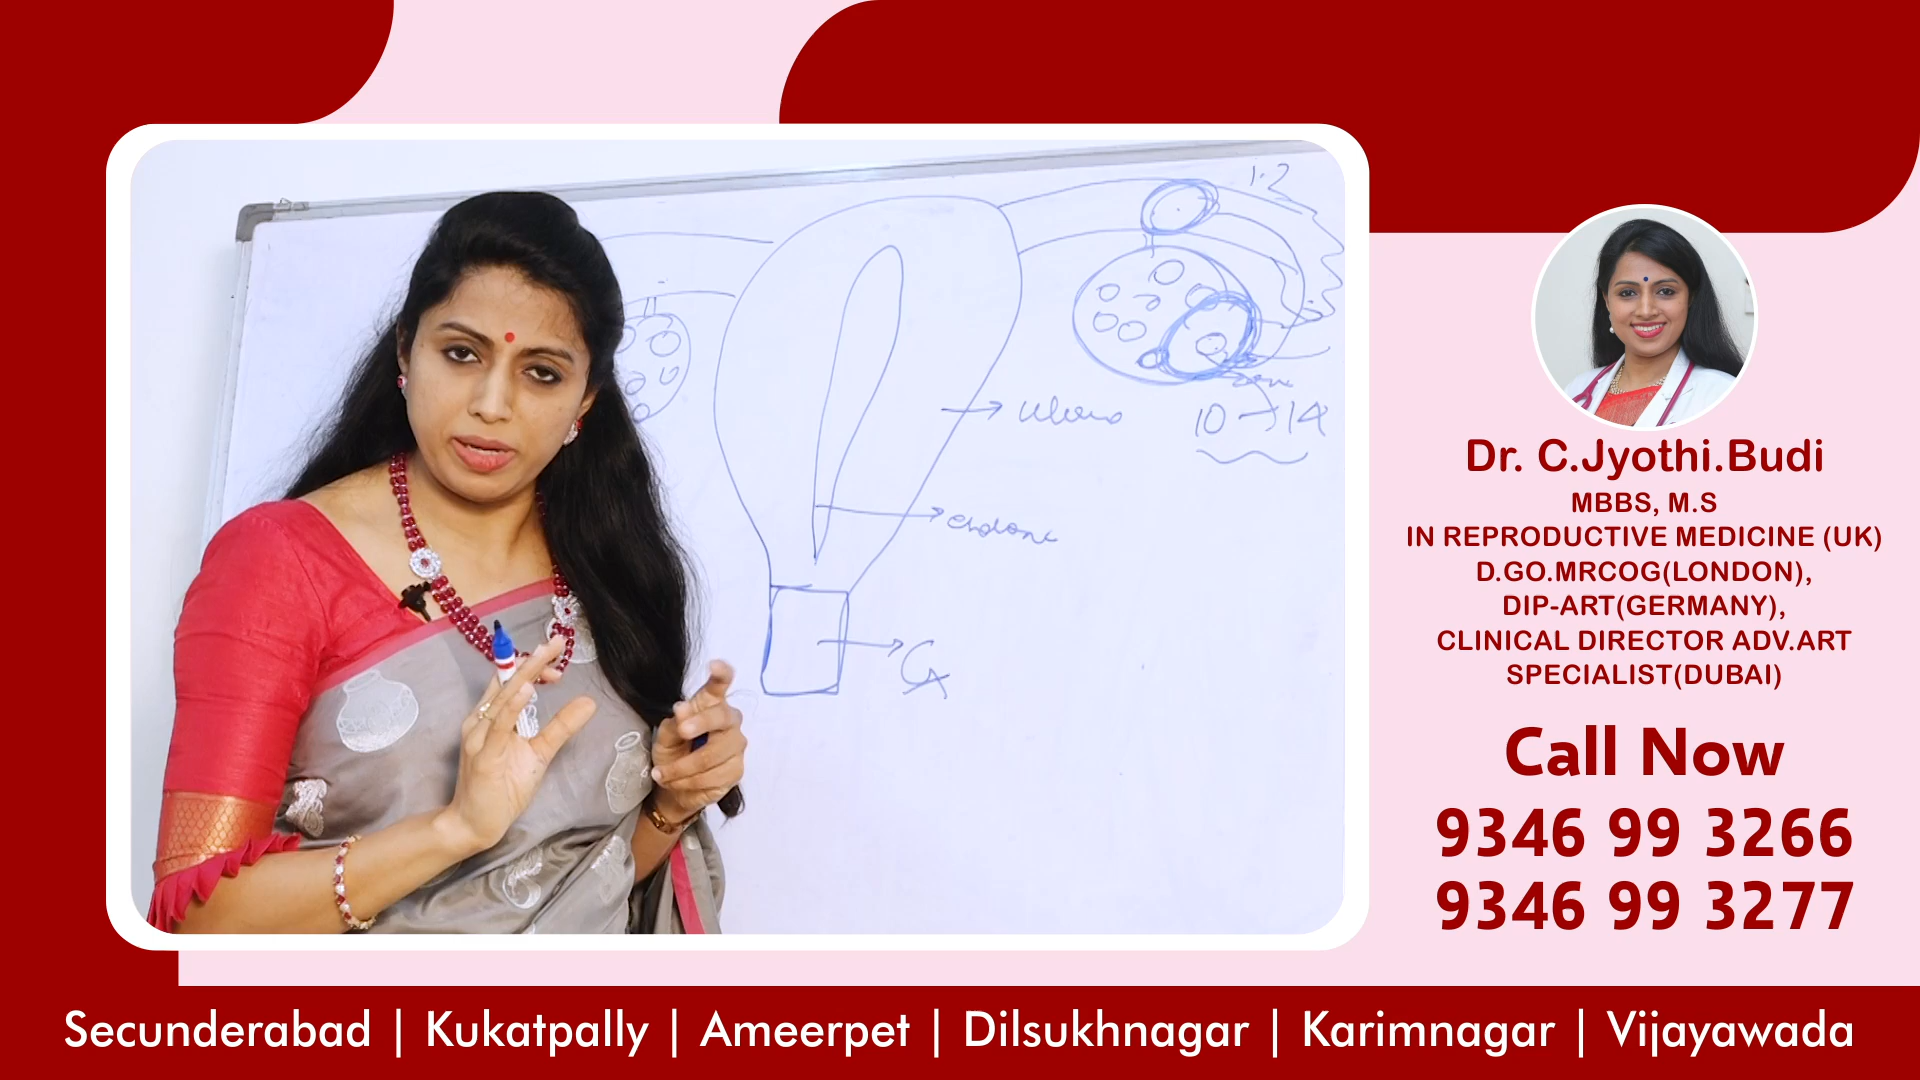 1.2
10 → 14
Cx
Dr. C.Jyothi.Budi
MBBS, M.S
IN REPRODUCTIVE MEDICINE (UK)
D.GO.MRCOG(LONDON),
DIP-ART(GERMANY),
CLINICAL DIRECTOR ADV.ART
SPECIALIST(DUBAI)
Call Now
9346 99 3266
9346 99 3277
Secunderabad | Kukatpally | Ameerpet | Dilsukhnagar | Karimnagar | Vijayawada